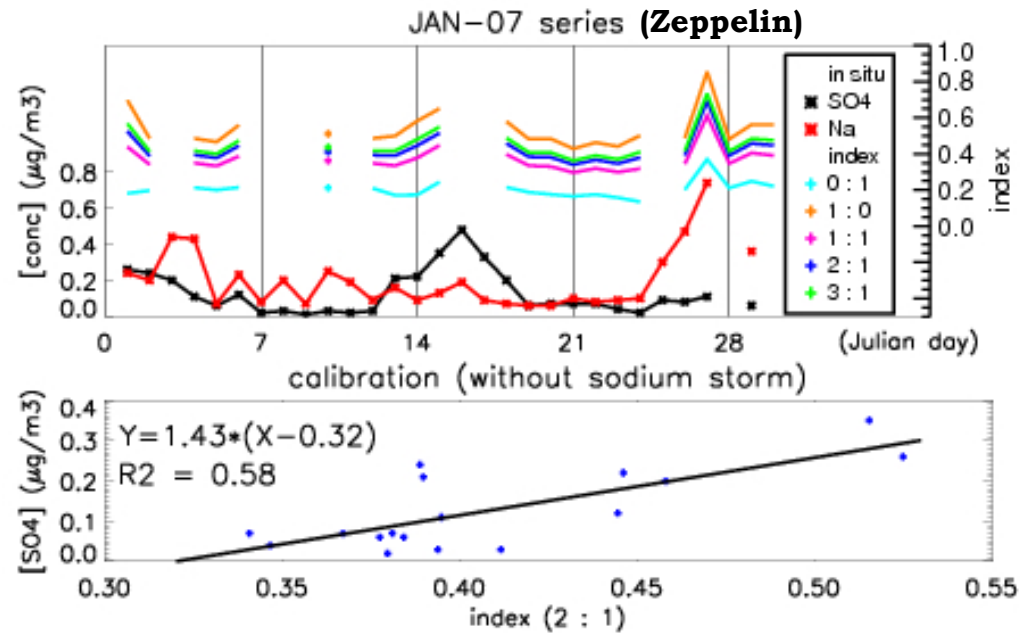 JAN-07 series (Zeppelin)
[conc] (µg/m3)
0.8
0.6
0.4
0.2
0.0
1.0
0.8
0.6
0.4
0.2
0.0
index
in situ
SO4
Na
index
0 : 1
1 : 0
1 : 1
2 : 1
3 : 1
0 7 14 21 28 (Julian day)
calibration (without sodium storm)
[SO4] (µg/m3)
0.4
0.3
0.2
0.1
0.0
Y=1.43*(X-0.32)
R2 = 0.58
0.30 0.35 0.40 0.45 0.50 0.55
index (2 : 1)